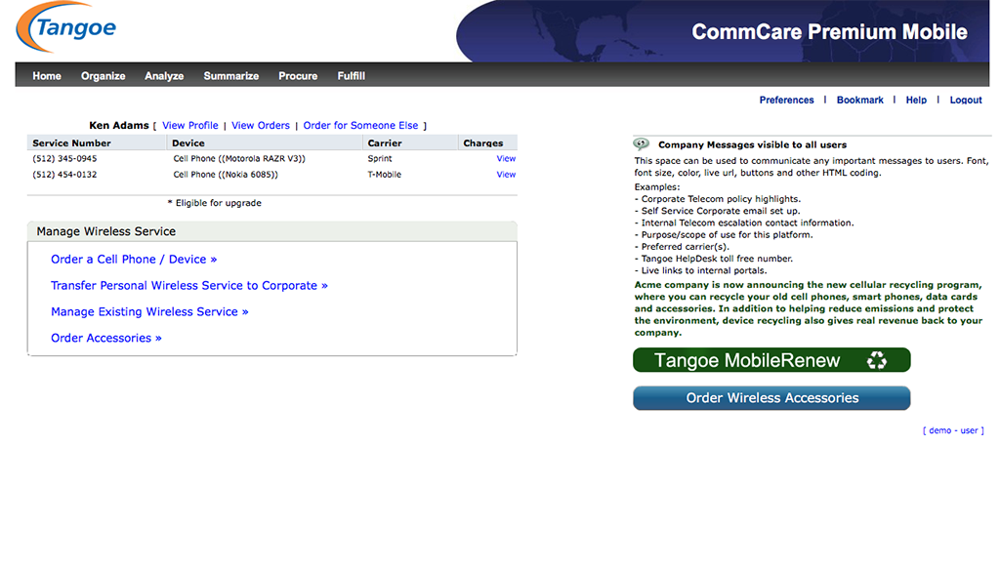 Tangoe
CommCare Premium Mobile
Home Organize Analyze Summarize Procure Fulfill
Preferences | Bookmark | Help | Logout
Ken Adams [ View Profile | View Orders | Order for Someone Else ]
Service Number Device Carrier Charges
(512) 345-0945 Cell Phone ((Motorola RAZR V3)) Sprint View
(512) 454-0132 Cell Phone ((Nokia 6085)) T-Mobile View
* Eligible for upgrade
Manage Wireless Service
Order a Cell Phone / Device »
Transfer Personal Wireless Service to Corporate »
Manage Existing Wireless Service »
Order Accessories »
Company Messages visible to all users
This space can be used to communicate any important messages to users. Font,
font size, color, live url, buttons and other HTML coding.
Examples:
- Corporate Telecom policy highlights.
- Self Service Corporate email set up.
- Internal Telecom escalation contact information.
- Purpose/scope of use for this platform.
- Preferred carrier(s).
- Tangoe HelpDesk toll free number.
- Live links to internal portals.
Acme company is now announcing the new cellular recycling program,
where you can recycle your old cell phones, smart phones, data cards
and accessories. In addition to helping reduce emissions and protect
the environment, device recycling also gives real revenue back to your
company.
Tangoe MobileRenew
Order Wireless Accessories
[ demo - user ]